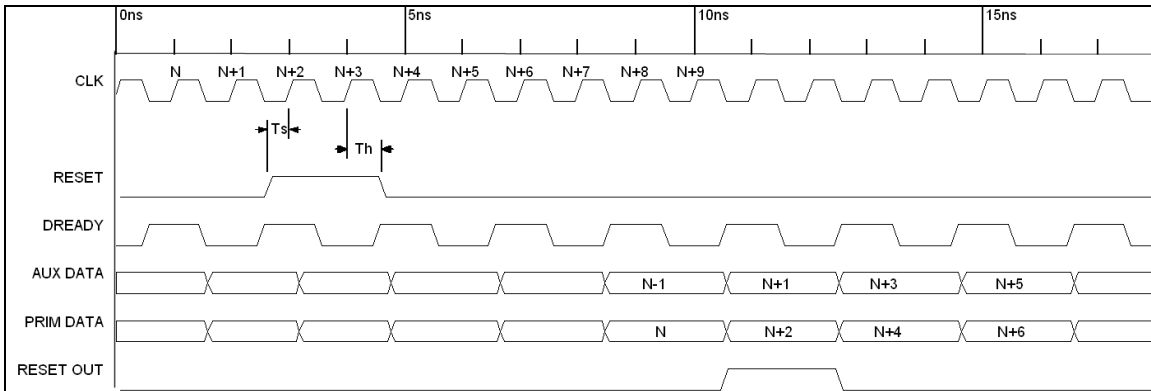 0ns 5ns 10ns 15ns
CLK N N+1 N+2 N+3 N+4 N+5 N+6 N+7 N+8 N+9
Ts
Th
RESET
DREADY
AUX DATA N-1 N+1 N+3 N+5
PRIM DATA N N+2 N+4 N+6
RESET OUT